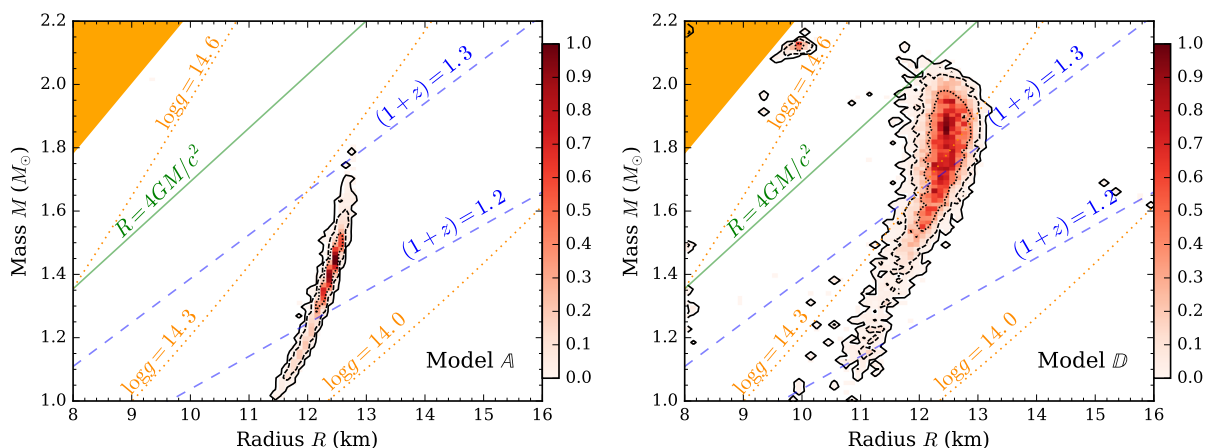 2.2
2.0
1.8
1.6
1.4
1.2
1.0
Mass M (M⊙)
8 9 10 11 12 13 14 15 16
Radius R (km)
logg = 14.6
R = 4GM/c²
(1 + z) = 1.3
(1 + z) = 1.2
logg = 14.3
logg = 14.0
Model 𝔸
1.0
0.9
0.8
0.7
0.6
0.5
0.4
0.3
0.2
0.1
0.0
2.2
2.0
1.8
1.6
1.4
1.2
1.0
Mass M (M⊙)
8 9 10 11 12 13 14 15 16
Radius R (km)
logg = 14.6
R = 4GM/c²
(1 + z) = 1.3
(1 + z) = 1.2
logg = 14.3
logg = 14.0
Model 𝔻
1.0
0.9
0.8
0.7
0.6
0.5
0.4
0.3
0.2
0.1
0.0